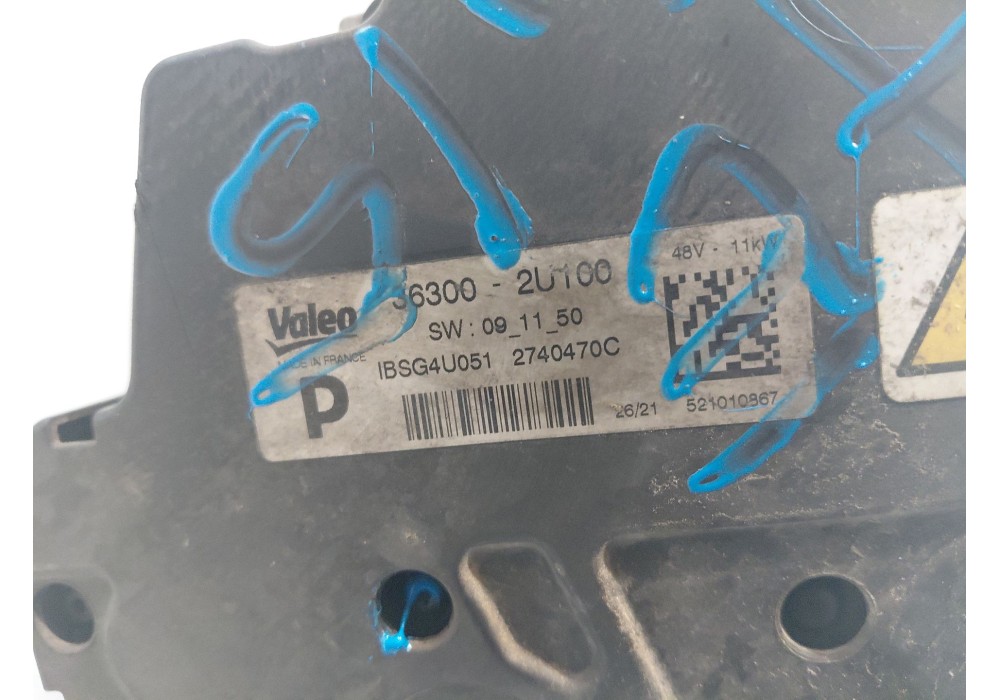 36300 - 2U100
48V - 11kW
Valeo
SW : 09_11_50
MADE IN FRANCE
IBSG4U051 2740470C
P
26/21 521010867